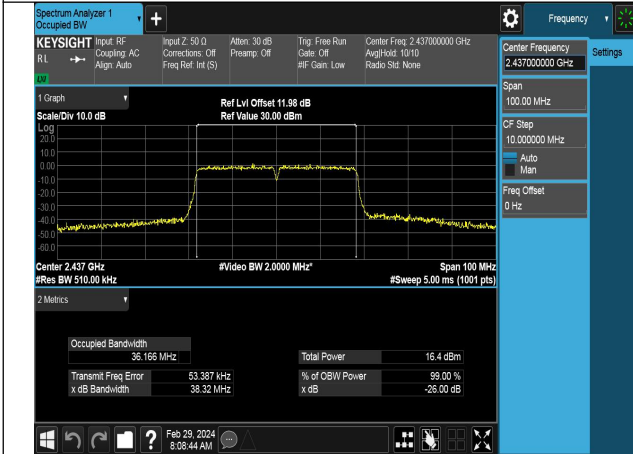 Spectrum Analyzer 1
Occupied BW
Frequency
KEYSIGHT
Input: RF
Input Z: 50 Ω
Atten: 30 dB
Trig: Free Run
Center Freq: 2.437000000 GHz
RL
Coupling: AC
Corrections: Off
Preamp: Off
Gate: Off
Avg|Hold: 10/10
Align: Auto
Freq Ref: Int (S)
#IF Gain: Low
Radio Std: None
Center Frequency
2.437000000 GHz
Settings
Span
100.00 MHz
CF Step
10.000000 MHz
Auto
Man
Freq Offset
0 Hz
1 Graph
Ref Lvl Offset 11.98 dB
Scale/Div 10.0 dB
Ref Value 30.00 dBm
Log
20.0
10.0
0.00
-10.0
-20.0
-30.0
-40.0
-50.0
-60.0
Center 2.437 GHz
#Video BW 2.0000 MHz*
Span 100 MHz
#Res BW 510.00 kHz
#Sweep 5.00 ms (1001 pts)
2 Metrics
Occupied Bandwidth
36.166 MHz
Total Power
16.4 dBm
Transmit Freq Error
53.387 kHz
% of OBW Power
99.00 %
x dB Bandwidth
38.32 MHz
x dB
-26.00 dB
?
Feb 29, 2024
8:08:44 AM